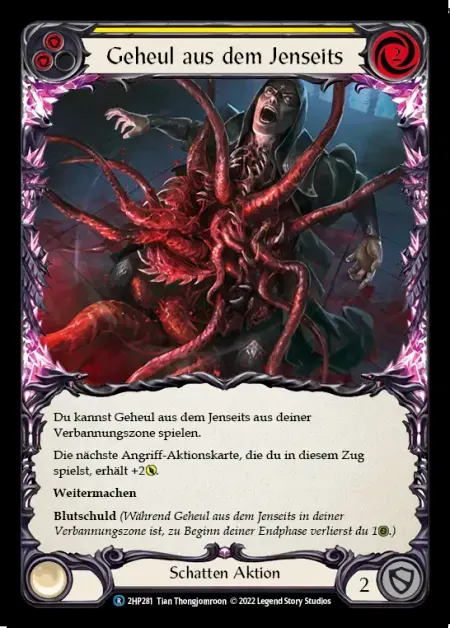 Geheul aus dem Jenseits
2
Du kannst Geheul aus dem Jenseits aus deiner
Verbannungszone spielen.
Die nächste Angriff-Aktionskarte, die du in diesem Zug
spielst, erhält +2.
Weitermachen
Blutschuld (Während Geheul aus dem Jenseits in deiner
Verbannungszone ist, zu Beginn deiner Endphase verlierst du 1.)
Schatten Aktion
2
R 2HP281 Tian Thongjomroon © 2022 Legend Story Studios